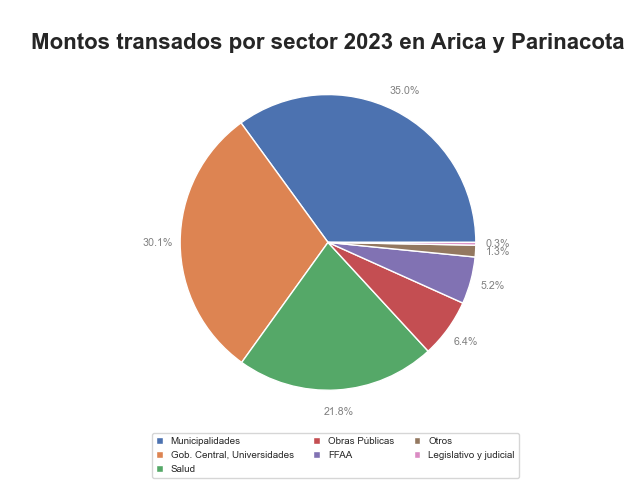 Montos transados por sector 2023 en Arica y Parinacota
35.0%
30.1%
0.3%
1.3%
5.2%
6.4%
21.8%
Municipalidades
Gob. Central, Universidades
Salud
Obras Públicas
FFAA
Otros
Legislativo y judicial